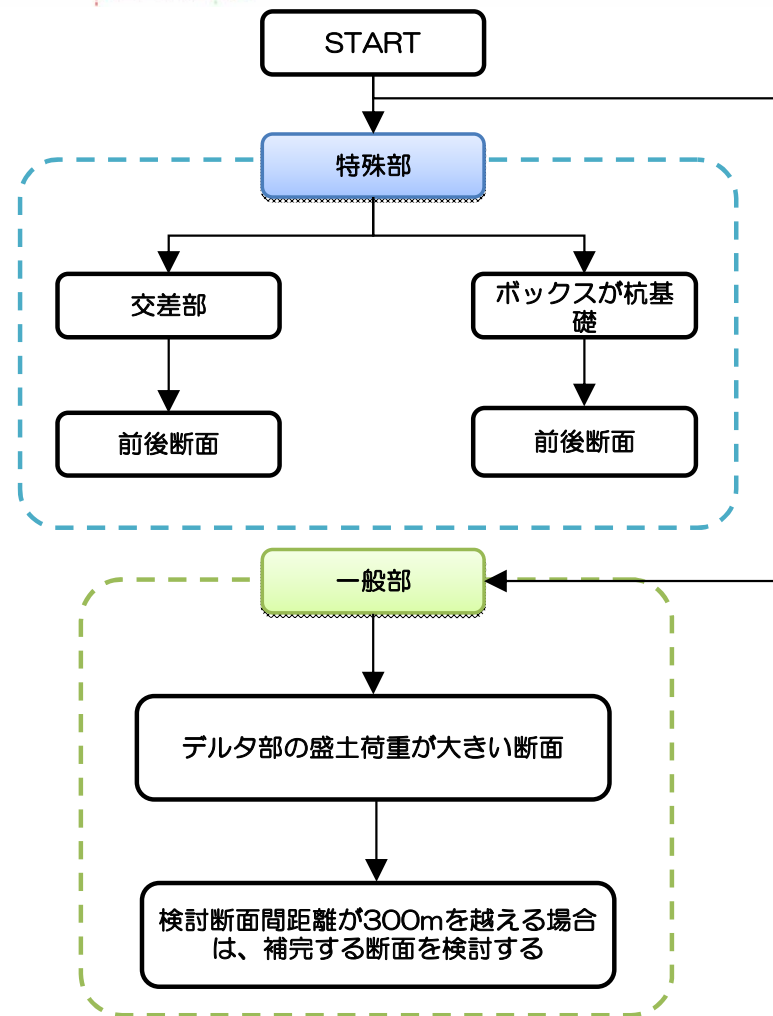 START
特殊部
交差部
ボックスが杭基
礎
前後断面
前後断面
一般部
デルタ部の盛土荷重が大きい断面
検討断面間距離が300mを越える場合
は、補完する断面を検討する